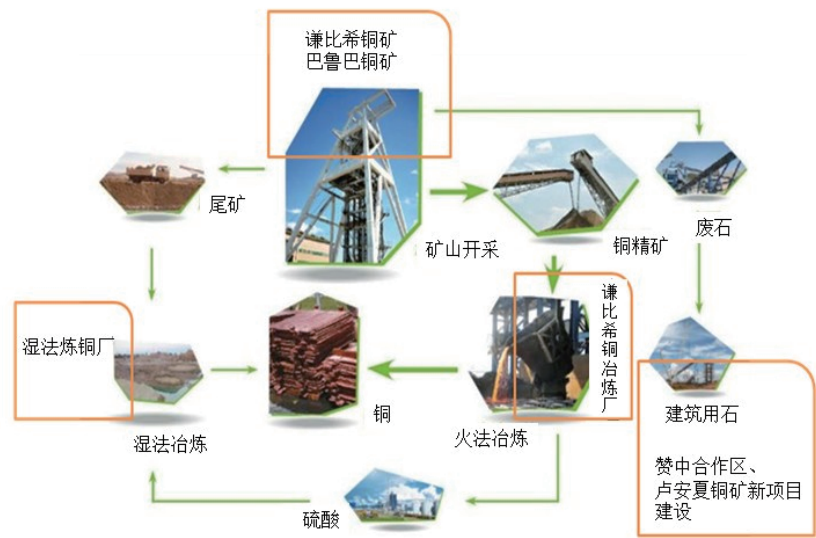 谦比希铜矿
巴鲁巴铜矿
尾矿
矿山开采
铜精矿
废石
湿法炼铜厂
湿法冶炼
铜
火法冶炼
谦比希铜冶炼厂
建筑用石
赞中合作区、
卢安夏铜矿新项目
建设
硫酸